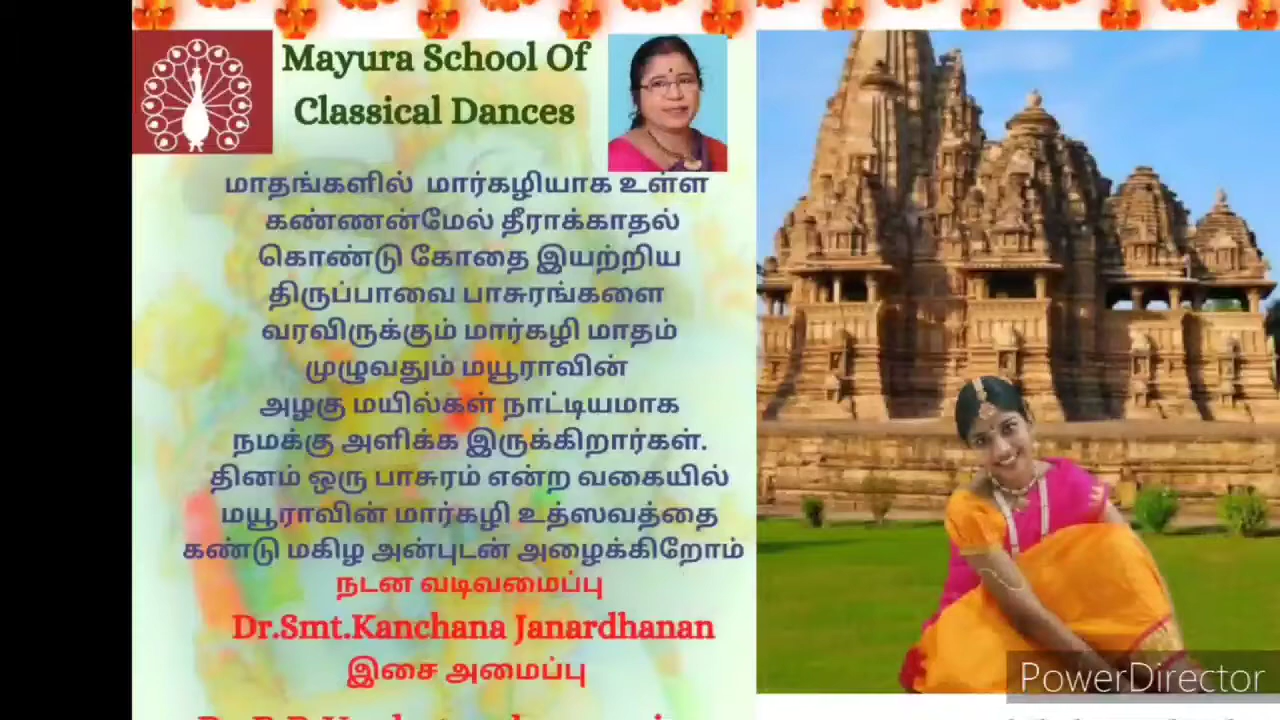 Mayura School Of
Classical Dances
மாதங்களில் மார்கழியாக உள்ள
கண்ணன்மேல் தீராக்காதல்
கொண்டு கோதை இயற்றிய
திருப்பாவை பாசுரங்களை
வரவிருக்கும் மார்கழி மாதம்
முழுவதும் மயூராவின்
அழகு மயில்கள் நாட்டியமாக
நமக்கு அளிக்க இருக்கிறார்கள்.
தினம் ஒரு பாசுரம் என்ற வகையில்
மயூராவின் மார்கழி உத்ஸவத்தை
கண்டு மகிழ அன்புடன் அழைக்கிறோம்
நடன வடிவமைப்பு
Dr.Smt.Kanchana Janardhanan
இசை அமைப்பு
PowerDirector